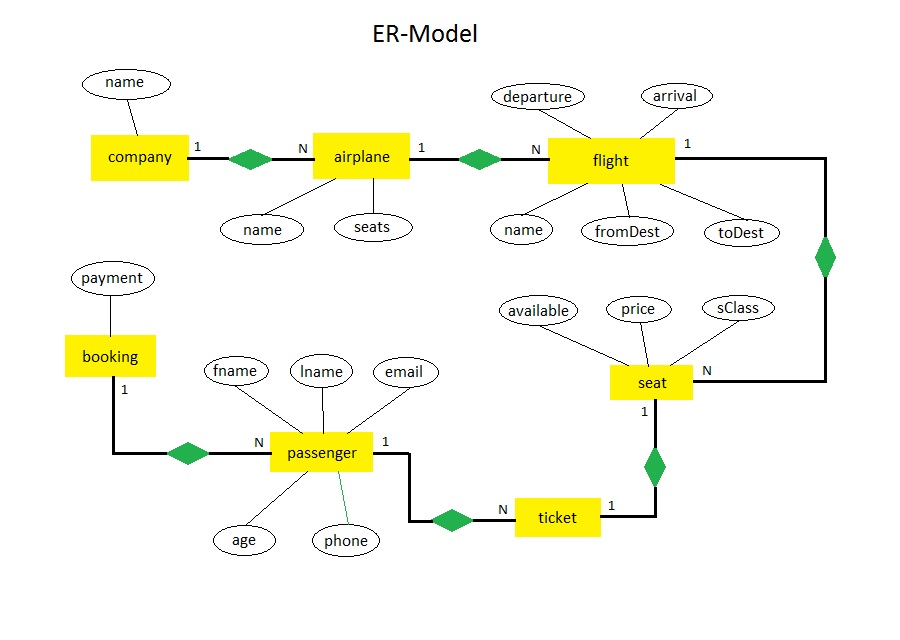 ER-Model
name
departure
arrival
company
1
N
airplane
1
N
flight
1
name
seats
name
fromDest
toDest
payment
available
price
sClass
booking
fname
lname
email
seat
N
1
1
N
passenger
1
N
ticket
1
age
phone